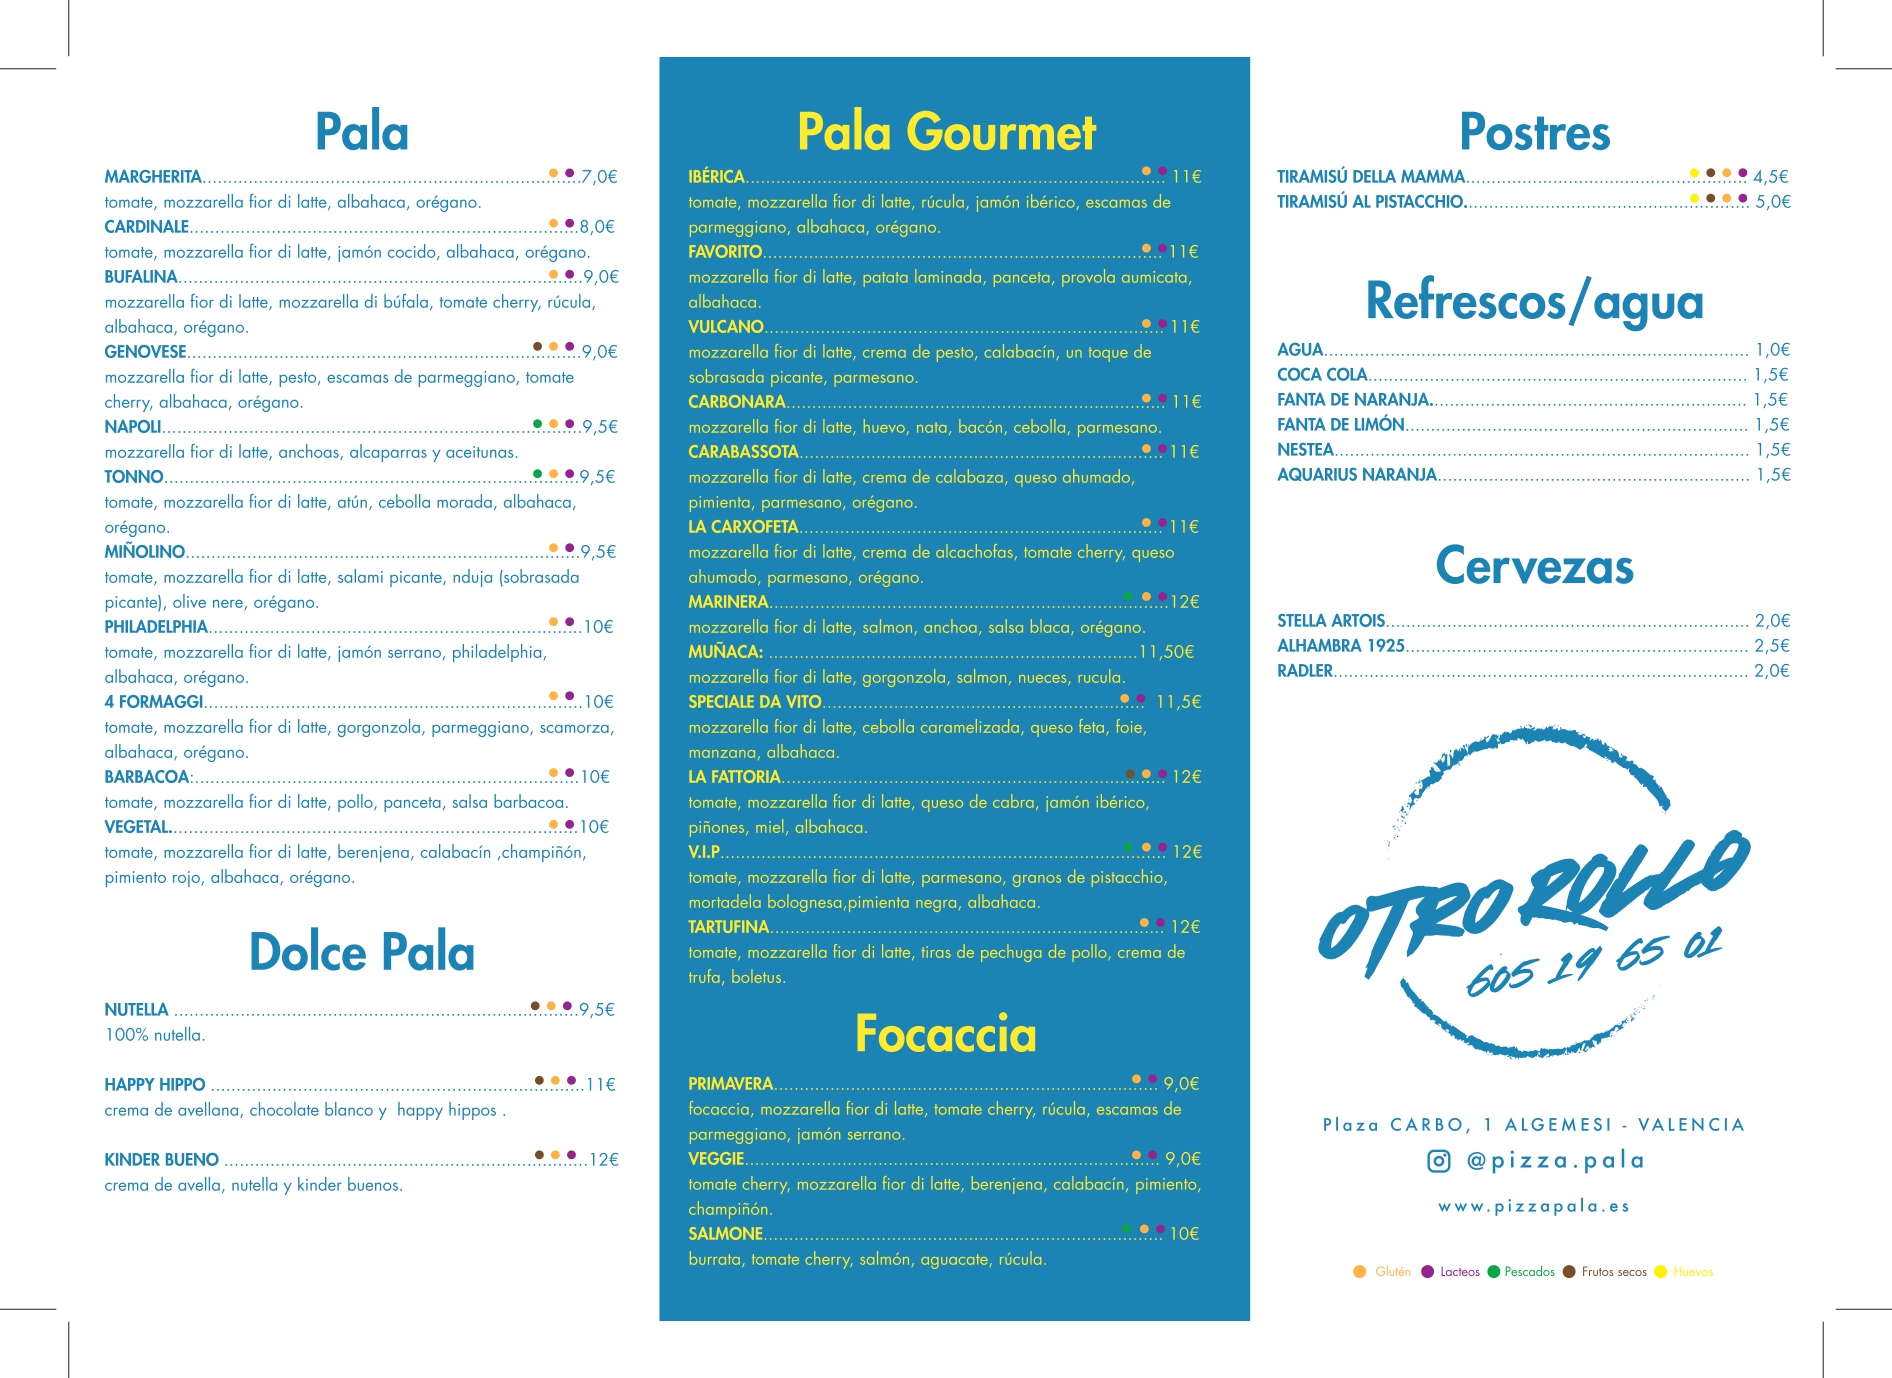 Pala
MARGHERITA....7,0€
tomate, mozzarella fior di latte, albahaca, orégano.
CARDINALE....8,0€
tomate, mozzarella fior di latte, jamón cocido, albahaca, orégano.
BUFALINA....9,0€
mozzarella fior di latte, mozzarella di búfala, tomate cherry, rúcula,
albahaca, orégano.
GENOVESE....9,0€
mozzarella fior di latte, pesto, escamas de parmeggiano, tomate
cherry, albahaca, orégano.
NAPOLI....9,5€
mozzarella fior di latte, anchoas, alcaparras y aceitunas.
TONNO....9,5€
tomate, mozzarella fior di latte, atún, cebolla morada, albahaca,
orégano.
MIÑOLINO....9,5€
tomate, mozzarella fior di latte, salami picante, nduja (sobrasada
picante), olive nere, orégano.
PHILADELPHIA....10€
tomate, mozzarella fior di latte, jamón serrano, philadelphia,
albahaca, orégano.
4 FORMAGGI....10€
tomate, mozzarella fior di latte, gorgonzola, parmeggiano, scamorza,
albahaca, orégano.
BARBACOA:....10€
tomate, mozzarella fior di latte, pollo, panceta, salsa barbacoa.
VEGETAL....10€
tomate, mozzarella fior di latte, berenjena, calabacín ,champiñón,
pimiento rojo, albahaca, orégano.
Dolce Pala
NUTELLA ....9,5€
100% nutella.
HAPPY HIPPO ....11€
crema de avellana, chocolate blanco y  happy hippos .
KINDER BUENO ....12€
crema de avella, nutella y kinder buenos.
Pala Gourmet
IBÉRICA.... 11€
tomate, mozzarella fior di latte, rúcula, jamón ibérico, escamas de
parmeggiano, albahaca, orégano.
FAVORITO....11€
mozzarella fior di latte, patata laminada, panceta, provola aumicata,
albahaca.
VULCANO....11€
mozzarella fior di latte, crema de pesto, calabacín, un toque de
sobrasada picante, parmesano.
CARBONARA.... 11€
mozzarella fior di latte, huevo, nata, bacón, cebolla, parmesano.
CARABASSOTA....11€
mozzarella fior di latte, crema de calabaza, queso ahumado,
pimienta, parmesano, orégano.
LA CARXOFETA....11€
mozzarella fior di latte, crema de alcachofas, tomate cherry, queso
ahumado, parmesano, orégano.
MARINERA....12€
mozzarella fior di latte, salmon, anchoa, salsa blaca, orégano.
MUÑACA: ....11,50€
mozzarella fior di latte, gorgonzola, salmon, nueces, rucula.
SPECIALE DA VITO.... 11,5€
mozzarella fior di latte, cebolla caramelizada, queso feta, foie,
manzana, albahaca.
LA FATTORIA.... 12€
tomate, mozzarella fior di latte, queso de cabra, jamón ibérico,
piñones, miel, albahaca.
V.I.P.... 12€
tomate, mozzarella fior di latte, parmesano, granos de pistacchio,
mortadela bolognesa,pimienta negra, albahaca.
TARTUFINA.... 12€
tomate, mozzarella fior di latte, tiras de pechuga de pollo, crema de
trufa, boletus.
Focaccia
PRIMAVERA.... 9,0€
focaccia, mozzarella fior di latte, tomate cherry, rúcula, escamas de
parmeggiano, jamón serrano.
VEGGIE.... 9,0€
tomate cherry, mozzarella fior di latte, berenjena, calabacín, pimiento,
champiñón.
SALMONE.... 10€
burrata, tomate cherry, salmón, aguacate, rúcula.
Postres
TIRAMISÚ DELLA MAMMA.... 4,5€
TIRAMISÚ AL PISTACCHIO.... 5,0€
Refrescos/agua
AGUA.... 1,0€
COCA COLA.... 1,5€
FANTA DE NARANJA.... 1,5€
FANTA DE LIMÓN.... 1,5€
NESTEA.... 1,5€
AQUARIUS NARANJA.... 1,5€
Cervezas
STELLA ARTOIS.... 2,0€
ALHAMBRA 1925.... 2,5€
RADLER.... 2,0€
OTRO ROLLO
605 19 65 01
Plaza CARBO, 1 ALGEMESI - VALENCIA
@pizza.pala
www.pizzapala.es
Glutén Lacteos Pescados Frutos secos Huevos